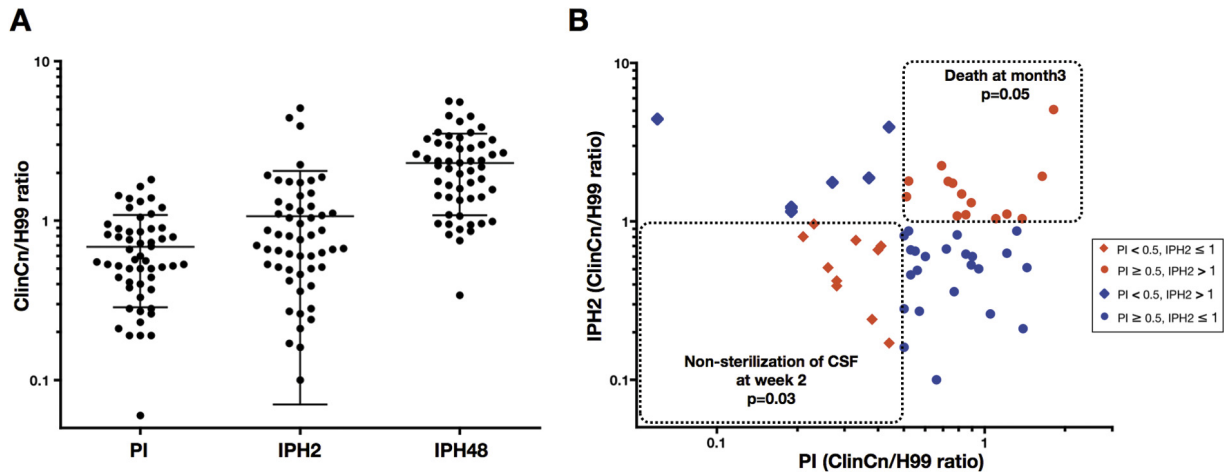 A
ClinCn/H99 ratio
10
1
0.1
PI
IPH2
IPH48
B
IPH2 (ClinCn/H99 ratio)
10
1
0.1
Death at month3
p=0.05
Non-sterilization of CSF
at week 2
p=0.03
0.1
1
PI (ClinCn/H99 ratio)
PI < 0.5, IPH2 ≤ 1
PI ≥ 0.5, IPH2 > 1
PI < 0.5, IPH2 > 1
PI ≥ 0.5, IPH2 ≤ 1